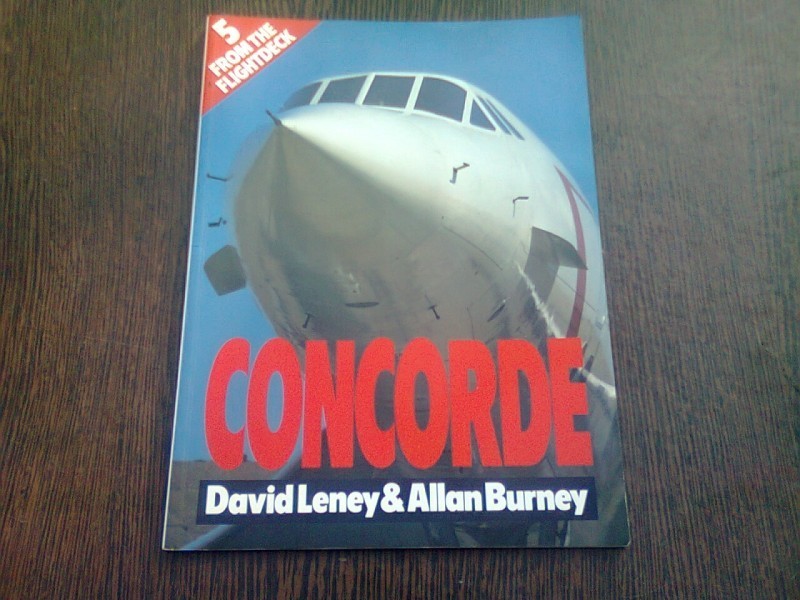 5
FROM THE
FLIGHTDECK
CONCORDE
David Leney & Allan Burney